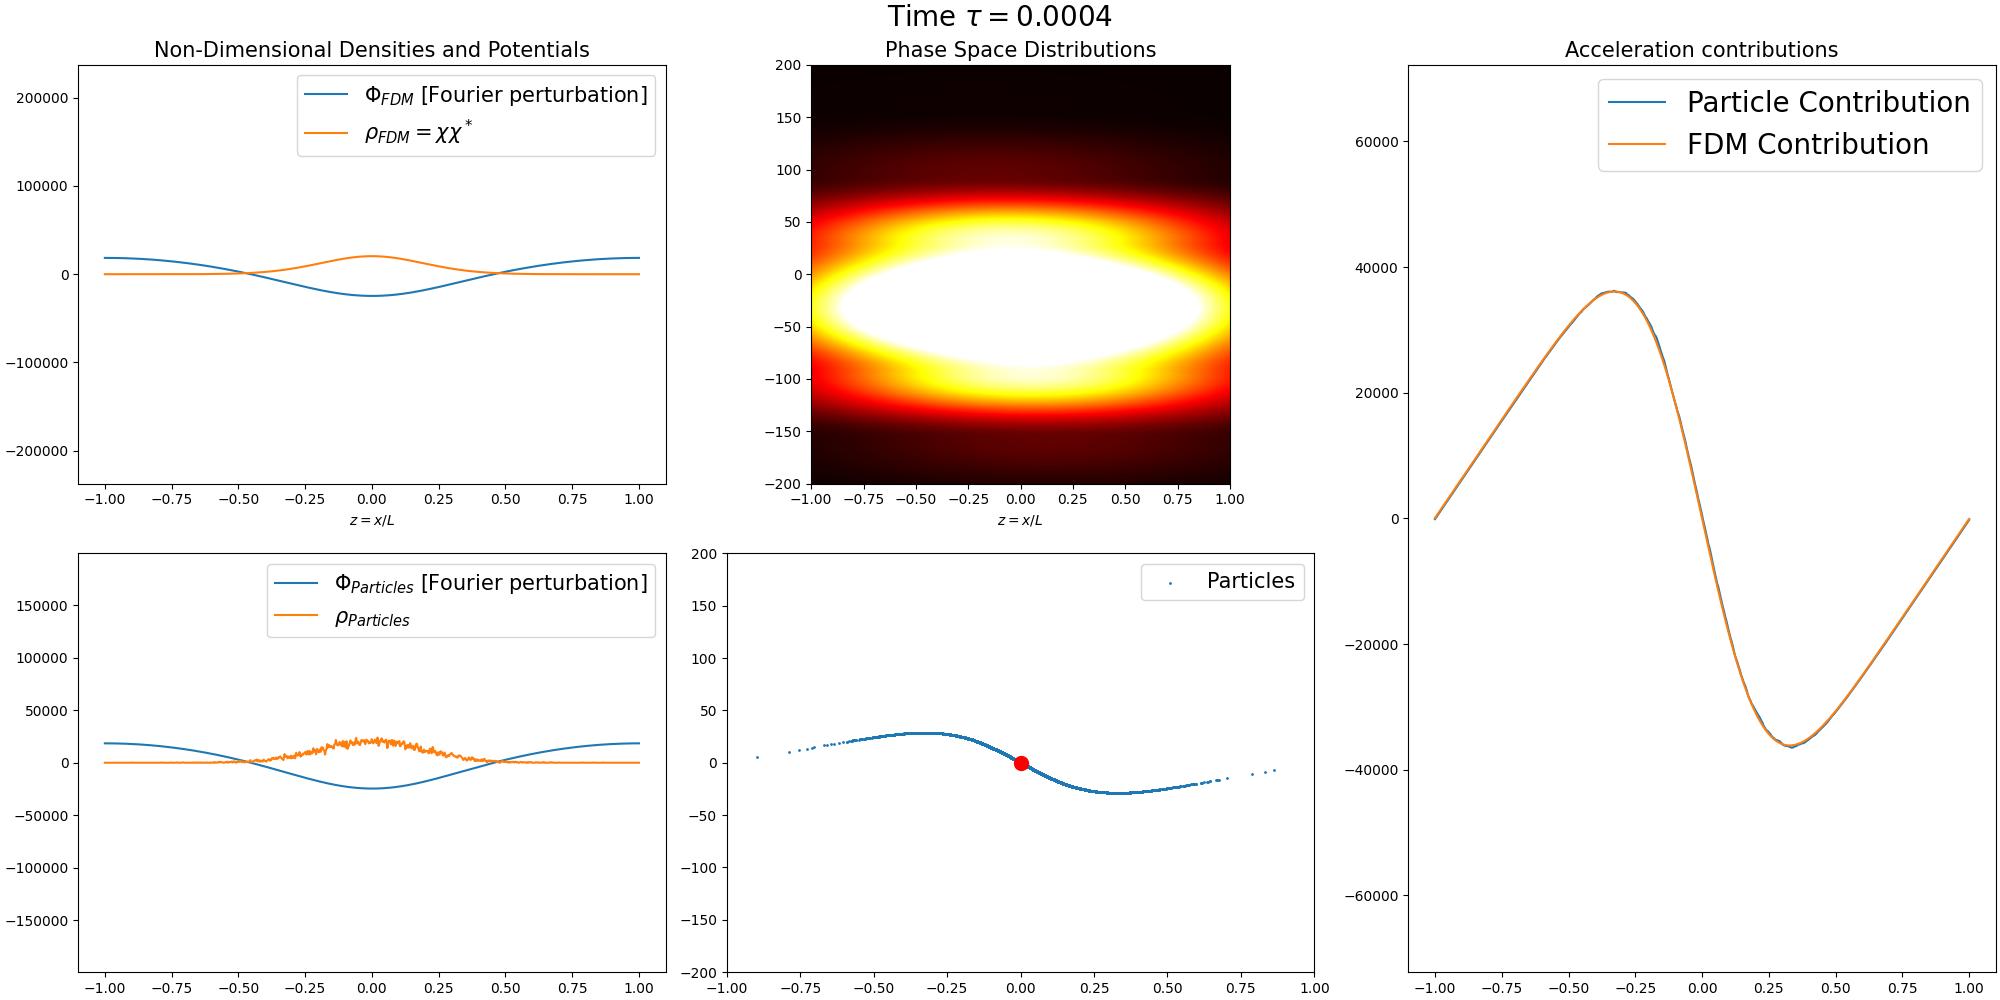 Time τ = 0.0004
Non-Dimensional Densities and Potentials
Φ_FDM [Fourier perturbation]
ρ_FDM = χχ*
200000
100000
0
−100000
−200000
−1.00 −0.75 −0.50 −0.25 0.00 0.25 0.50 0.75 1.00
z = x/L
Phase Space Distributions
200
150
100
50
0
−50
−100
−150
−200
−1.00 −0.75 −0.50 −0.25 0.00 0.25 0.50 0.75 1.00
z = x/L
Acceleration contributions
Particle Contribution
FDM Contribution
60000
40000
20000
0
−20000
−40000
−60000
−1.00 −0.75 −0.50 −0.25 0.00 0.25 0.50 0.75 1.00
Φ_Particles [Fourier perturbation]
ρ_Particles
150000
100000
50000
0
−50000
−100000
−150000
−1.00 −0.75 −0.50 −0.25 0.00 0.25 0.50 0.75 1.00
Particles
200
150
100
50
0
−50
−100
−150
−200
−1.00 −0.75 −0.50 −0.25 0.00 0.25 0.50 0.75 1.00